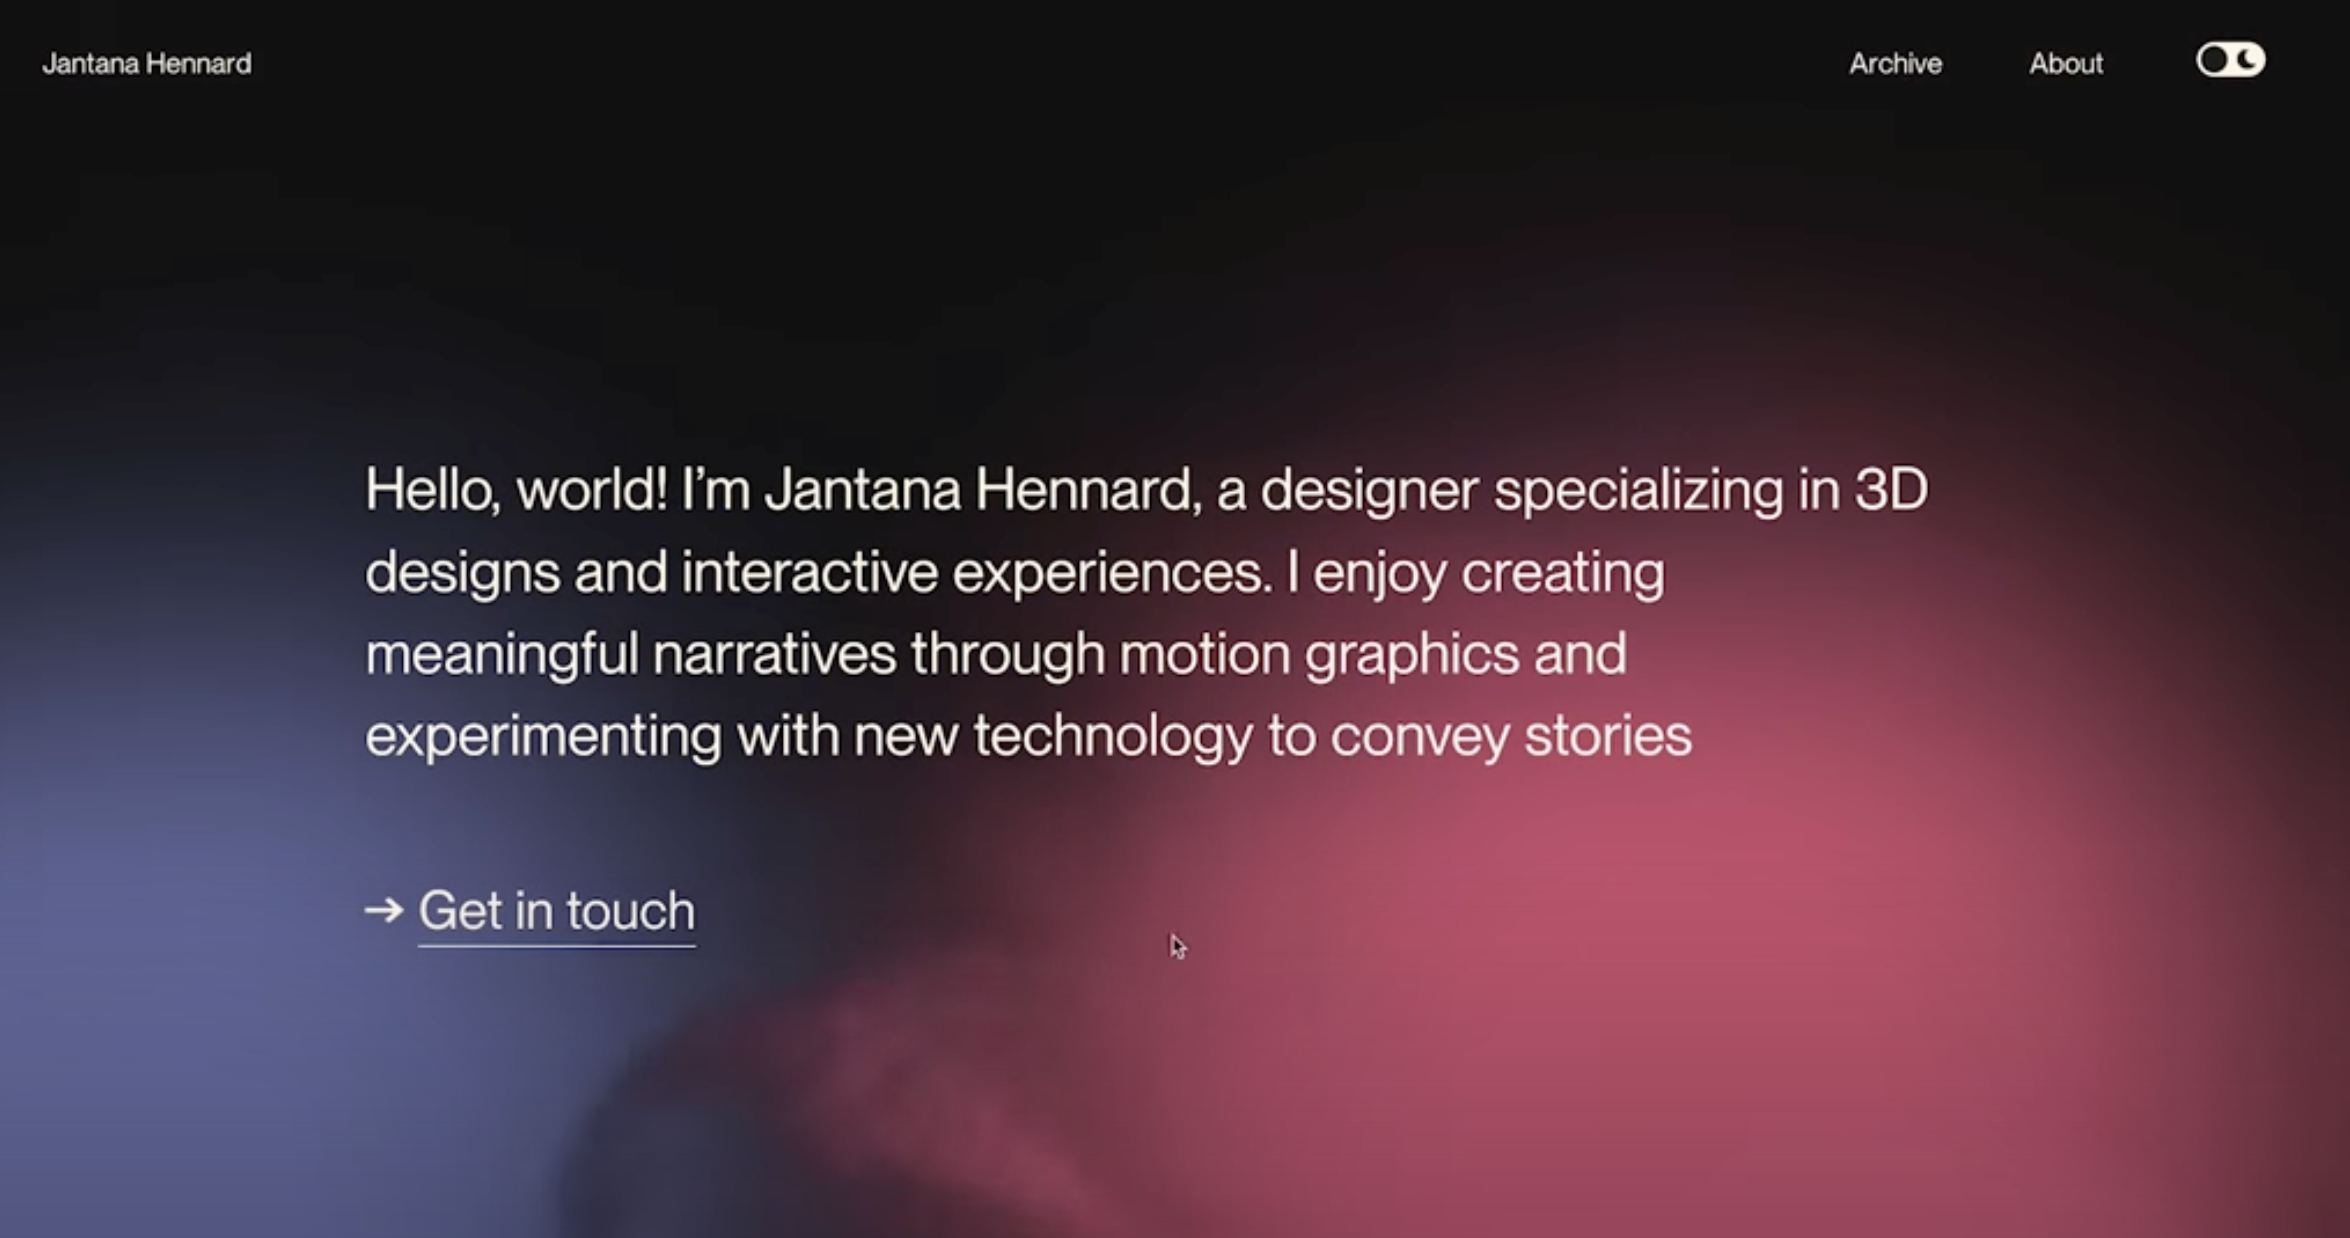 Jantana Hennard
Archive
About
Hello, world! I’m Jantana Hennard, a designer specializing in 3D
designs and interactive experiences. I enjoy creating
meaningful narratives through motion graphics and
experimenting with new technology to convey stories
→ Get in touch